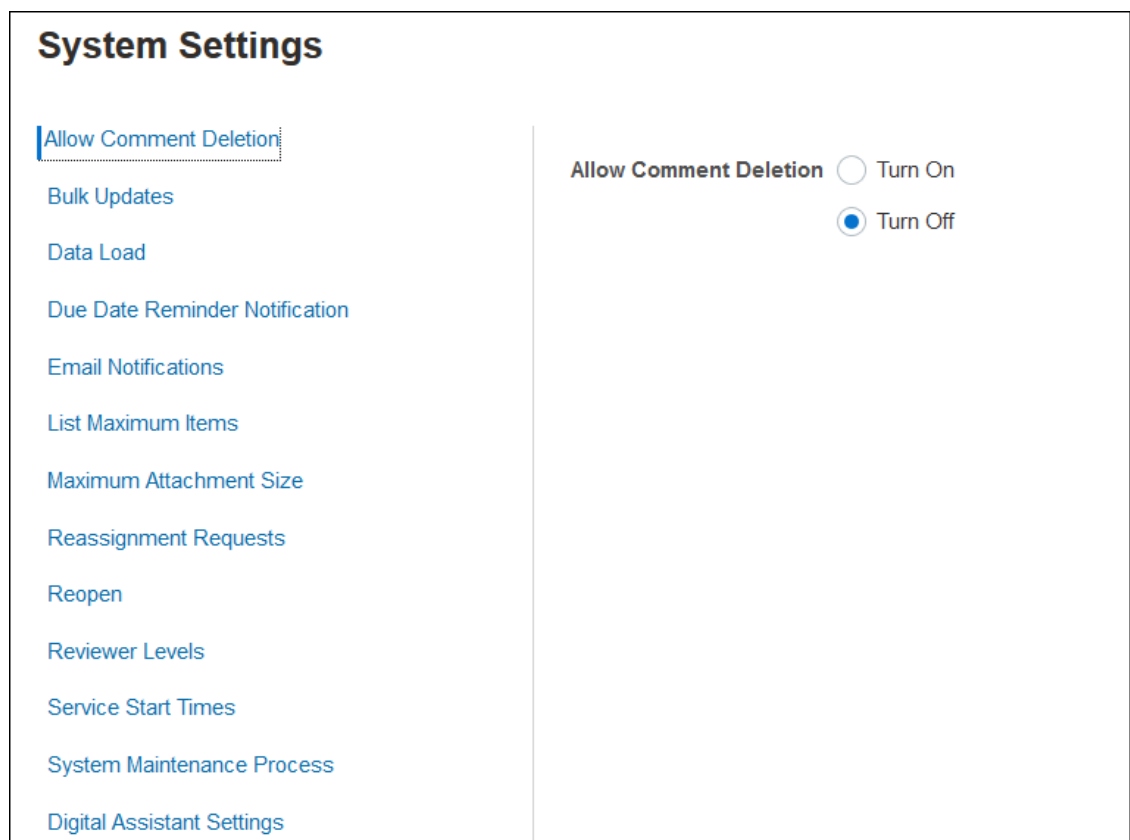 System Settings
Allow Comment Deletion
Bulk Updates
Data Load
Due Date Reminder Notification
Email Notifications
List Maximum Items
Maximum Attachment Size
Reassignment Requests
Reopen
Reviewer Levels
Service Start Times
System Maintenance Process
Digital Assistant Settings
Allow Comment Deletion Turn On
Turn Off